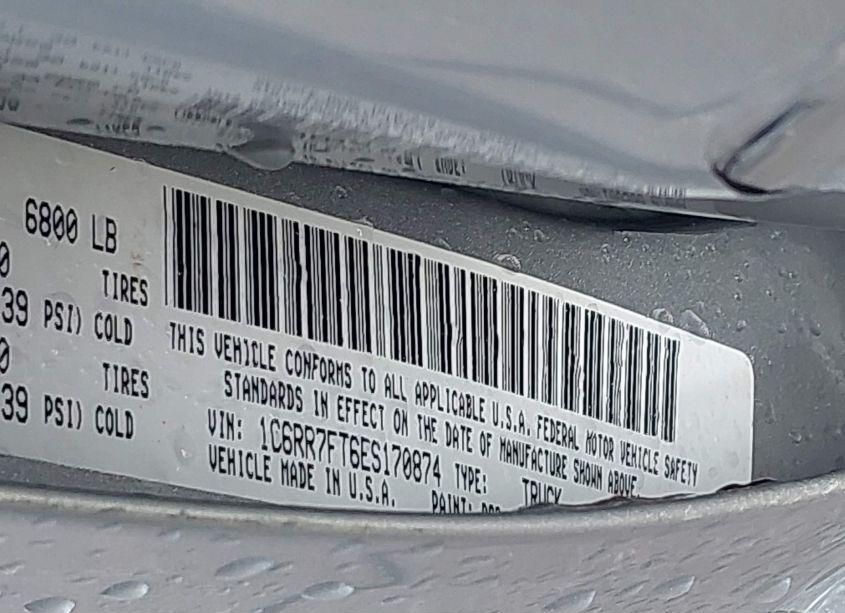 6800 LB
TIRES
39 PSI) COLD
TIRES
39 PSI) COLD
THIS VEHICLE CONFORMS TO ALL APPLICABLE U.S.A. FEDERAL MOTOR VEHICLE SAFETY
STANDARDS IN EFFECT ON THE DATE OF MANUFACTURE SHOWN ABOVE.
VIN: 1C6RR7FT6ES170874 TYPE: TRUCK
VEHICLE MADE IN U.S.A. PAINT: